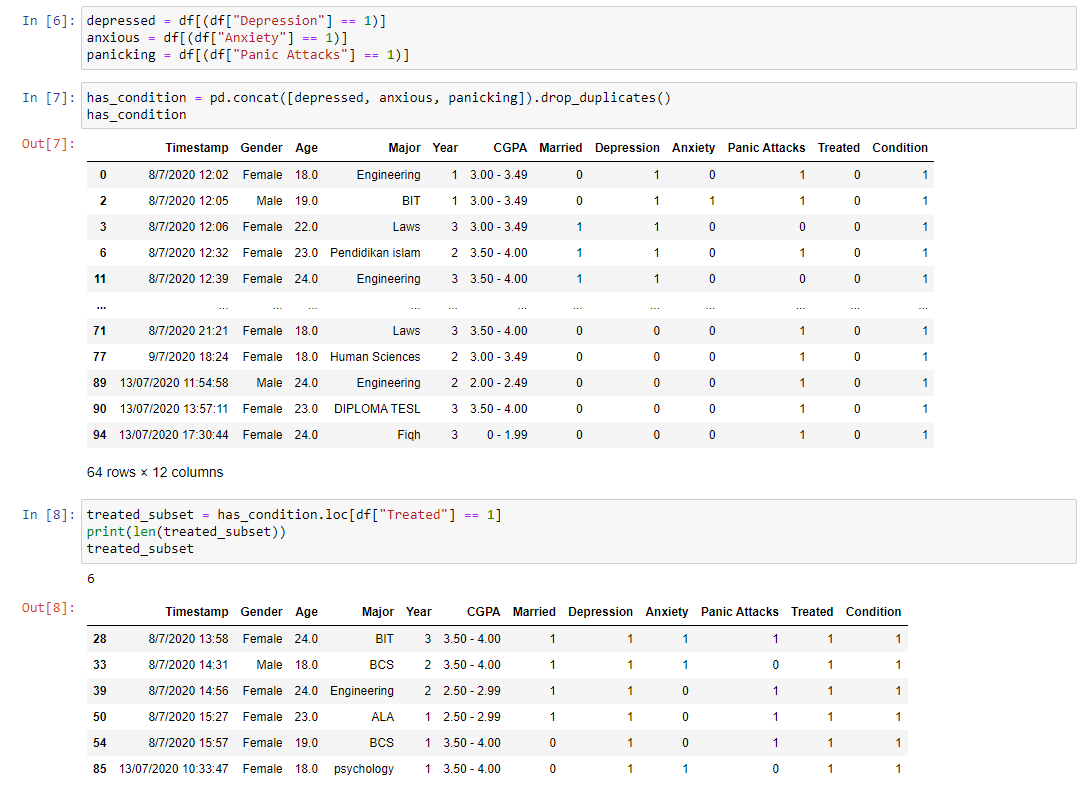 In [6]: depressed = df[(df["Depression"] == 1)]
anxious = df[(df["Anxiety"] == 1)]
panicking = df[(df["Panic Attacks"] == 1)]
In [7]: has_condition = pd.concat([depressed, anxious, panicking]).drop_duplicates()
has_condition
Out[7]:
Timestamp Gender Age Major Year CGPA Married Depression Anxiety Panic Attacks Treated Condition
0 8/7/2020 12:02 Female 18.0 Engineering 1 3.00 - 3.49 0 1 0 1 0 1
2 8/7/2020 12:05 Male 19.0 BIT 1 3.00 - 3.49 0 1 1 1 0 1
3 8/7/2020 12:06 Female 22.0 Laws 3 3.00 - 3.49 1 1 0 0 0 1
6 8/7/2020 12:32 Female 23.0 Pendidikan islam 2 3.50 - 4.00 1 1 0 1 0 1
11 8/7/2020 12:39 Female 24.0 Engineering 3 3.50 - 4.00 1 1 0 0 0 1
... ... ... ... ... ... ... ... ... ... ... ... ...
71 8/7/2020 21:21 Female 18.0 Laws 3 3.50 - 4.00 0 0 0 1 0 1
77 9/7/2020 18:24 Female 18.0 Human Sciences 2 3.00 - 3.49 0 0 0 1 0 1
89 13/07/2020 11:54:58 Male 24.0 Engineering 2 2.00 - 2.49 0 0 0 1 0 1
90 13/07/2020 13:57:11 Female 23.0 DIPLOMA TESL 3 3.50 - 4.00 0 0 0 1 0 1
94 13/07/2020 17:30:44 Female 24.0 Fiqh 3 0 - 1.99 0 0 0 1 0 1
64 rows × 12 columns
In [8]: treated_subset = has_condition.loc[df["Treated"] == 1]
print(len(treated_subset))
treated_subset
6
Out[8]:
Timestamp Gender Age Major Year CGPA Married Depression Anxiety Panic Attacks Treated Condition
28 8/7/2020 13:58 Female 24.0 BIT 3 3.50 - 4.00 1 1 1 1 1 1
33 8/7/2020 14:31 Male 18.0 BCS 2 3.50 - 4.00 1 1 1 0 1 1
39 8/7/2020 14:56 Female 24.0 Engineering 2 2.50 - 2.99 1 1 0 1 1 1
50 8/7/2020 15:27 Female 23.0 ALA 1 2.50 - 2.99 1 1 0 1 1 1
54 8/7/2020 15:57 Female 19.0 BCS 1 3.50 - 4.00 0 1 0 1 1 1
85 13/07/2020 10:33:47 Female 18.0 psychology 1 3.50 - 4.00 0 1 1 0 1 1